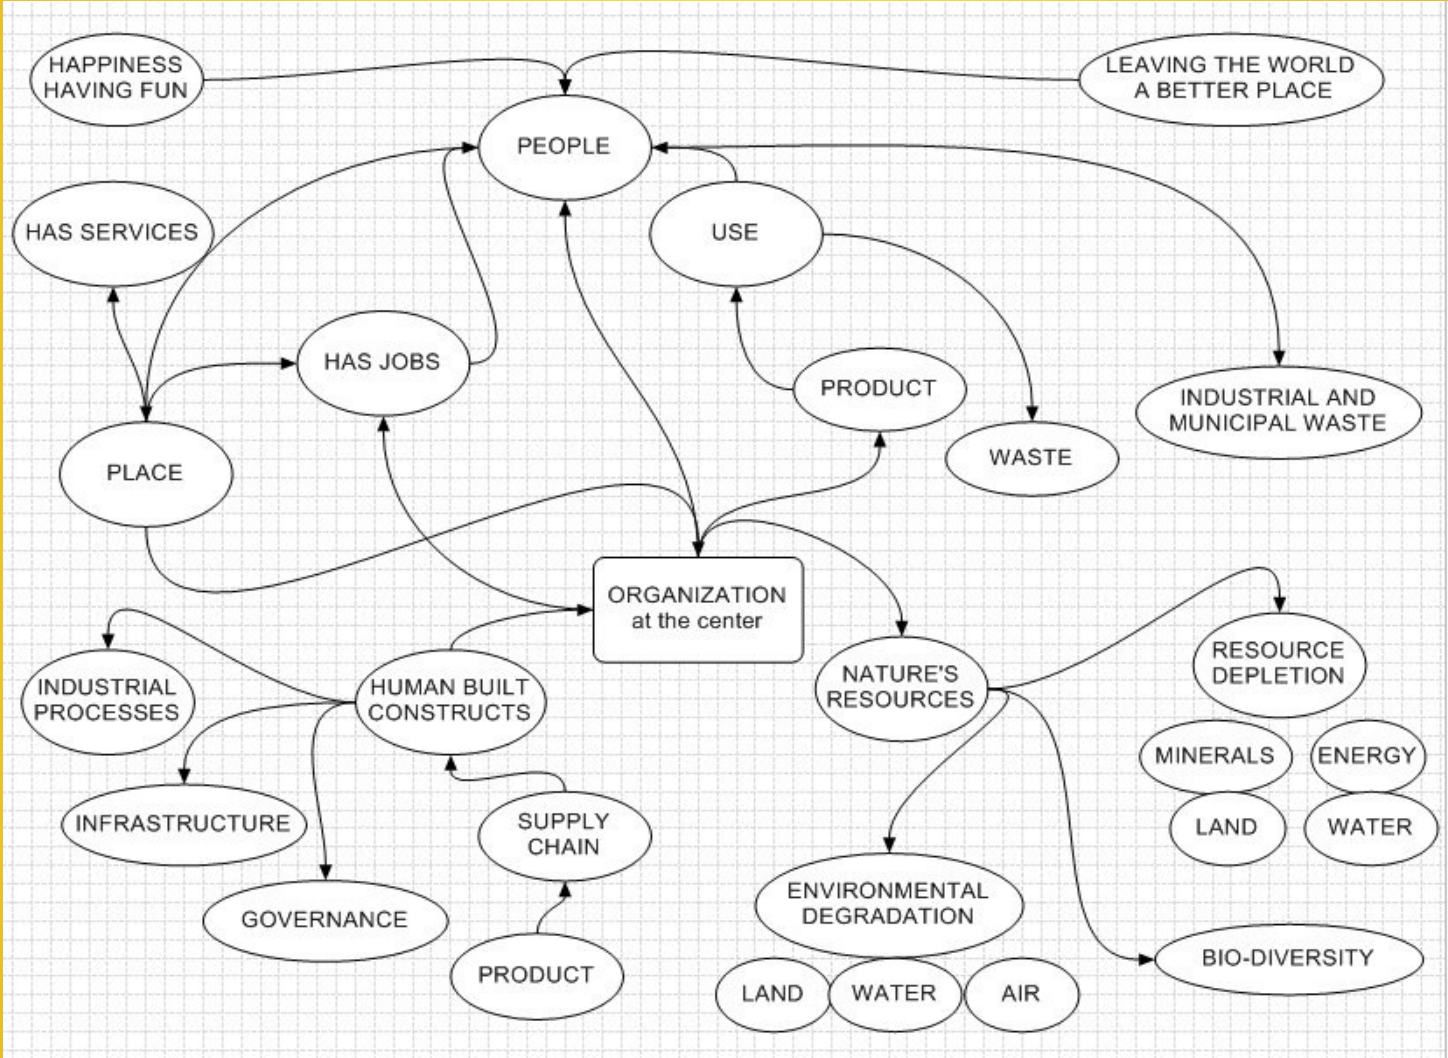 HAPPINESS
HAVING FUN
LEAVING THE WORLD
A BETTER PLACE
PEOPLE
HAS SERVICES
USE
HAS JOBS
PRODUCT
INDUSTRIAL AND
MUNICIPAL WASTE
WASTE
PLACE
ORGANIZATION
at the center
INDUSTRIAL
PROCESSES
HUMAN BUILT
CONSTRUCTS
NATURE'S
RESOURCES
RESOURCE
DEPLETION
MINERALS
ENERGY
LAND
WATER
INFRASTRUCTURE
SUPPLY
CHAIN
GOVERNANCE
ENVIRONMENTAL
DEGRADATION
BIO-DIVERSITY
PRODUCT
LAND
WATER
AIR